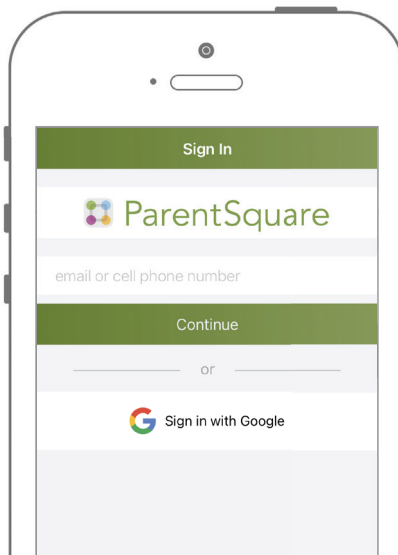 Sign In
ParentSquare
email or cell phone number
Continue
or
Sign in with Google